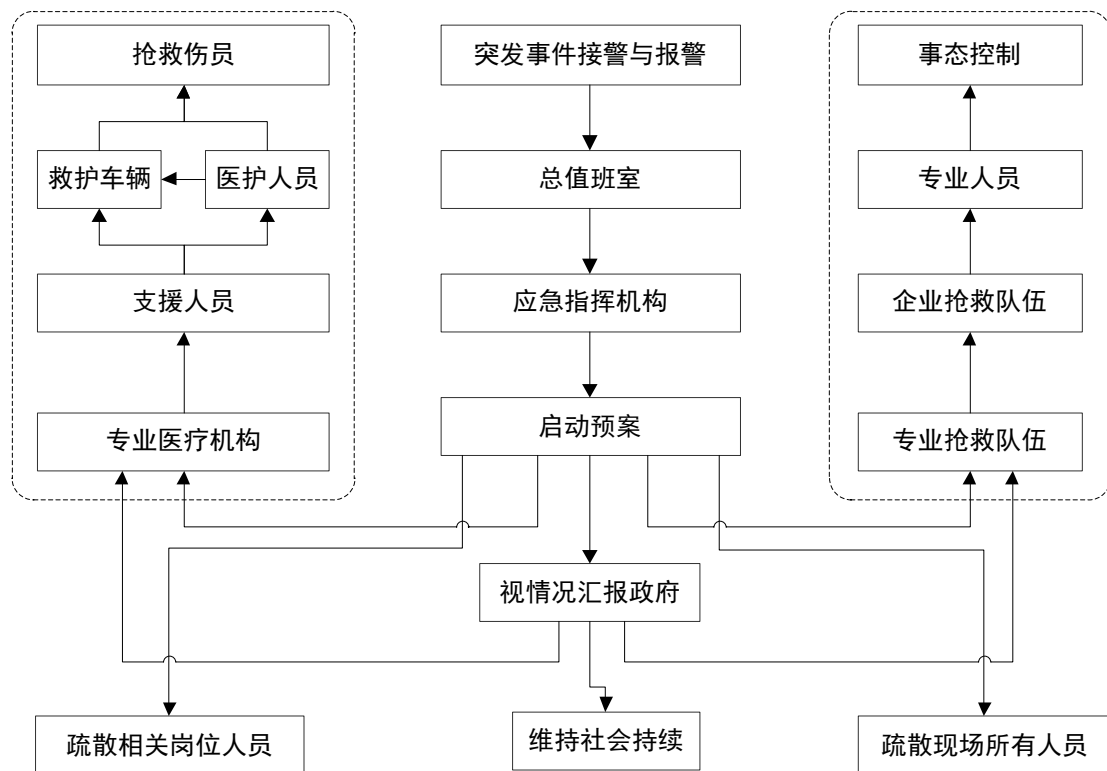 抢救伤员
突发事件接警与报警
事态控制
救护车辆
医护人员
总值班室
专业人员
支援人员
应急指挥机构
企业抢救队伍
专业医疗机构
启动预案
专业抢救队伍
视情况汇报政府
疏散相关岗位人员
维持社会持续
疏散现场所有人员